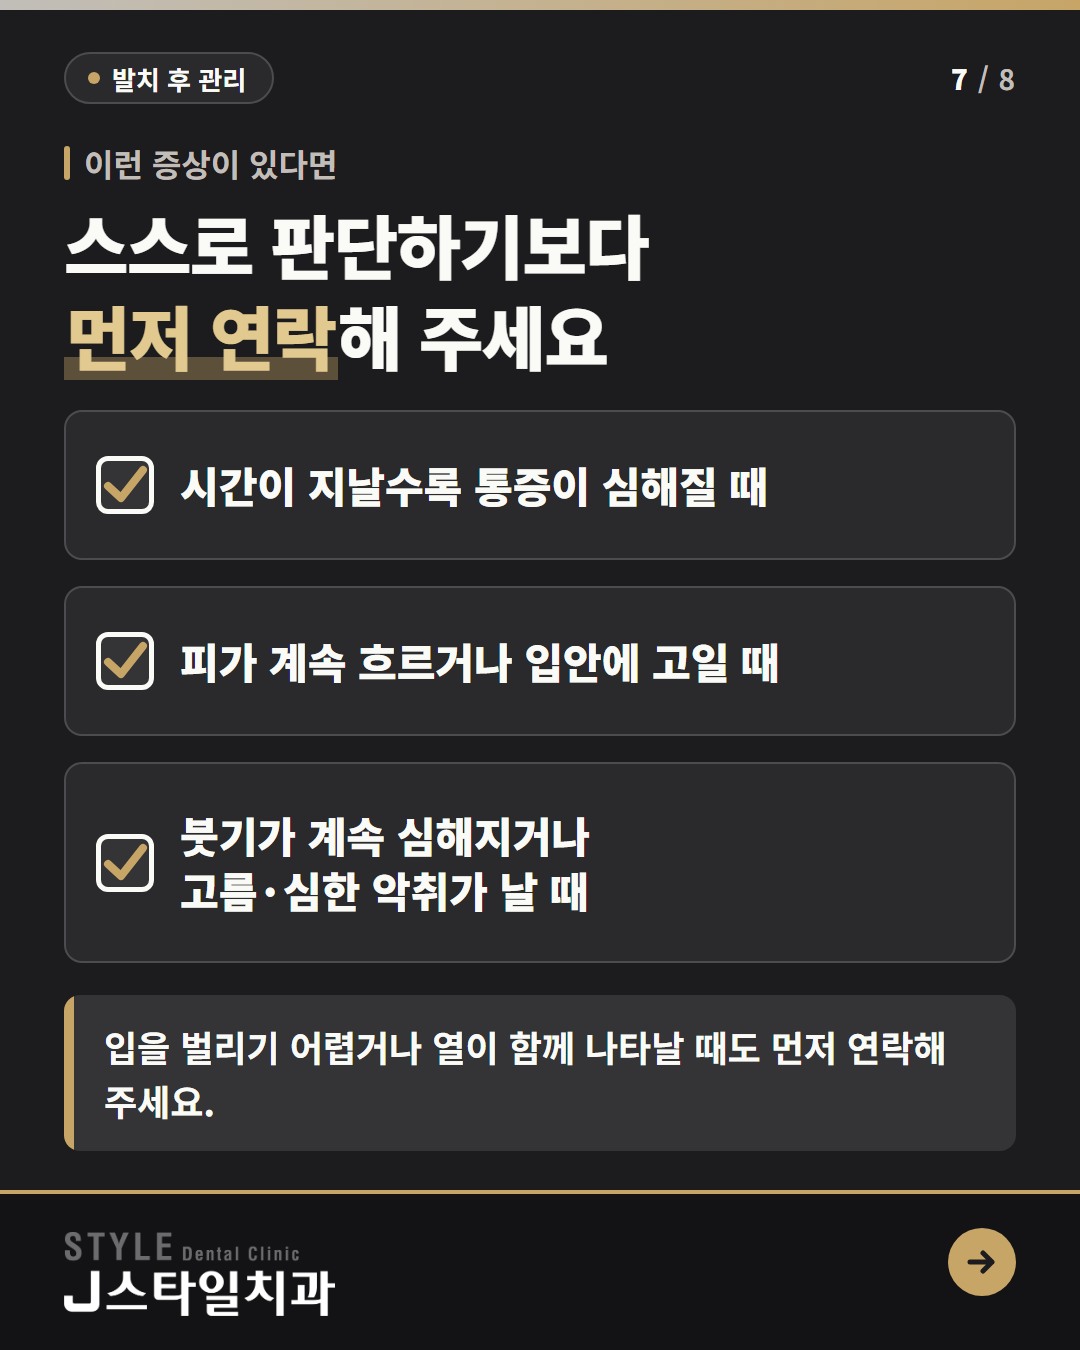 발치 후 관리
7 / 8
이런 증상이 있다면
스스로 판단하기보다
먼저 연락해 주세요
시간이 지날수록 통증이 심해질 때
피가 계속 흐르거나 입안에 고일 때
붓기가 계속 심해지거나
고름·심한 악취가 날 때
입을 벌리기 어렵거나 열이 함께 나타날 때도 먼저 연락해
주세요.
STYLE Dental Clinic
J스타일치과